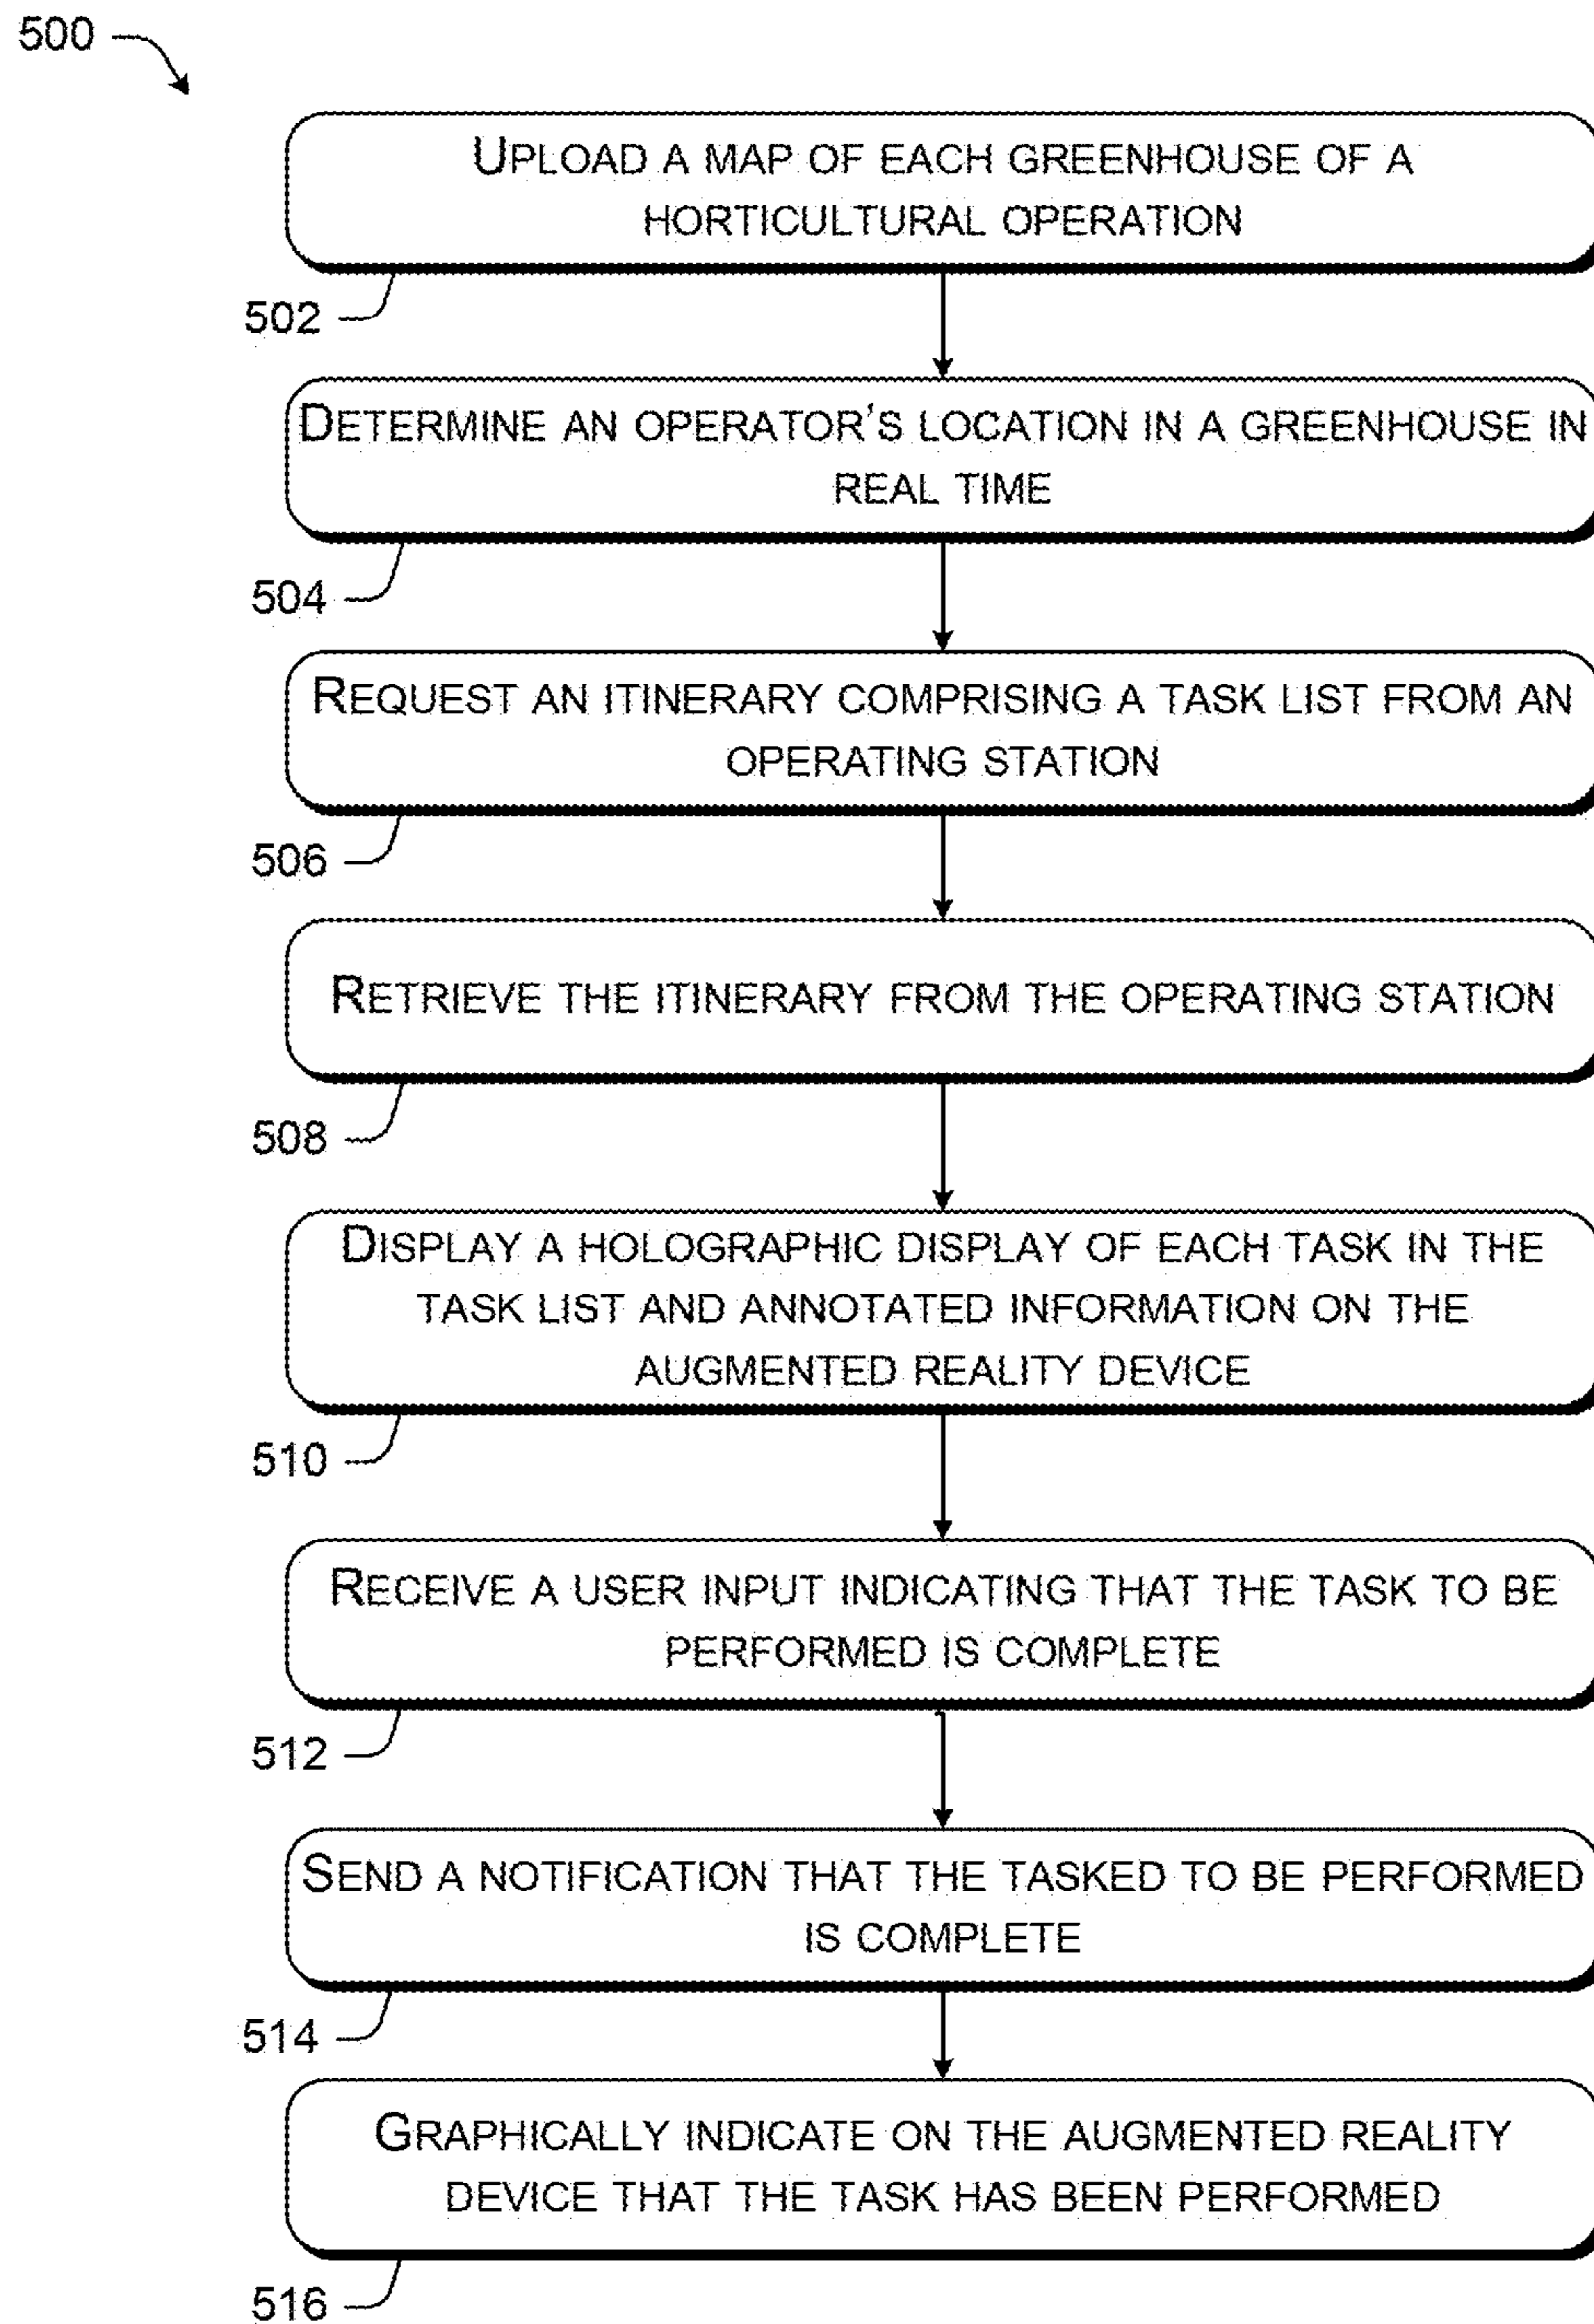 500
UPLOAD A MAP OF EACH GREENHOUSE OF A
HORTICULTURAL OPERATION
502
DETERMINE AN OPERATOR'S LOCATION IN A GREENHOUSE IN
REAL TIME
504
REQUEST AN ITINERARY COMPRISING A TASK LIST FROM AN
OPERATING STATION
506
RETRIEVE THE ITINERARY FROM THE OPERATING STATION
508
DISPLAY A HOLOGRAPHIC DISPLAY OF EACH TASK IN THE
TASK LIST AND ANNOTATED INFORMATION ON THE
AUGMENTED REALITY DEVICE
510
RECEIVE A USER INPUT INDICATING THAT THE TASK TO BE
PERFORMED IS COMPLETE
512
SEND A NOTIFICATION THAT THE TASKED TO BE PERFORMED
IS COMPLETE
514
GRAPHICALLY INDICATE ON THE AUGMENTED REALITY
DEVICE THAT THE TASK HAS BEEN PERFORMED
516